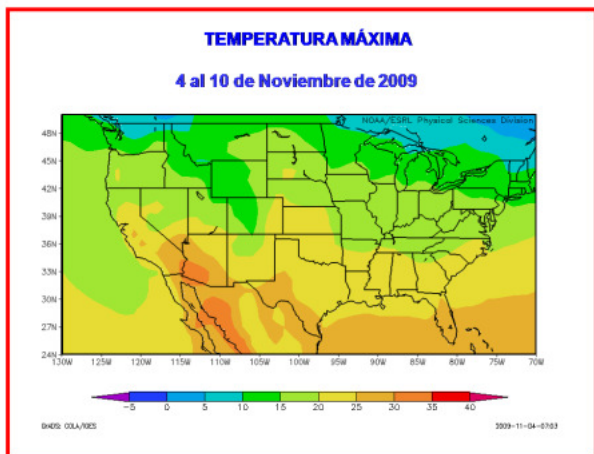 TEMPERATURA MÁXIMA
4 al 10 de Noviembre de 2009
NOAA/ESRL Physical Sciences Division
48N
45N
42N
39N
36N
33N
30N
27N
24N
130W 125W 120W 115W 110W 105W 100W 95W 90W 85W 80W 75W 70W
-5 0 5 10 15 20 25 30 35 40
GrADS: COLA/IGES 2009-11-04-07:03